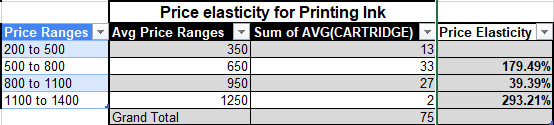 Price elasticity for Printing Ink
Price Ranges Avg Price Ranges Sum of AVG(CARTRIDGE) Price Elasticity
200 to 500 350 13
500 to 800 650 33 179.49%
800 to 1100 950 27 39.39%
1100 to 1400 1250 2 293.21%
Grand Total 75